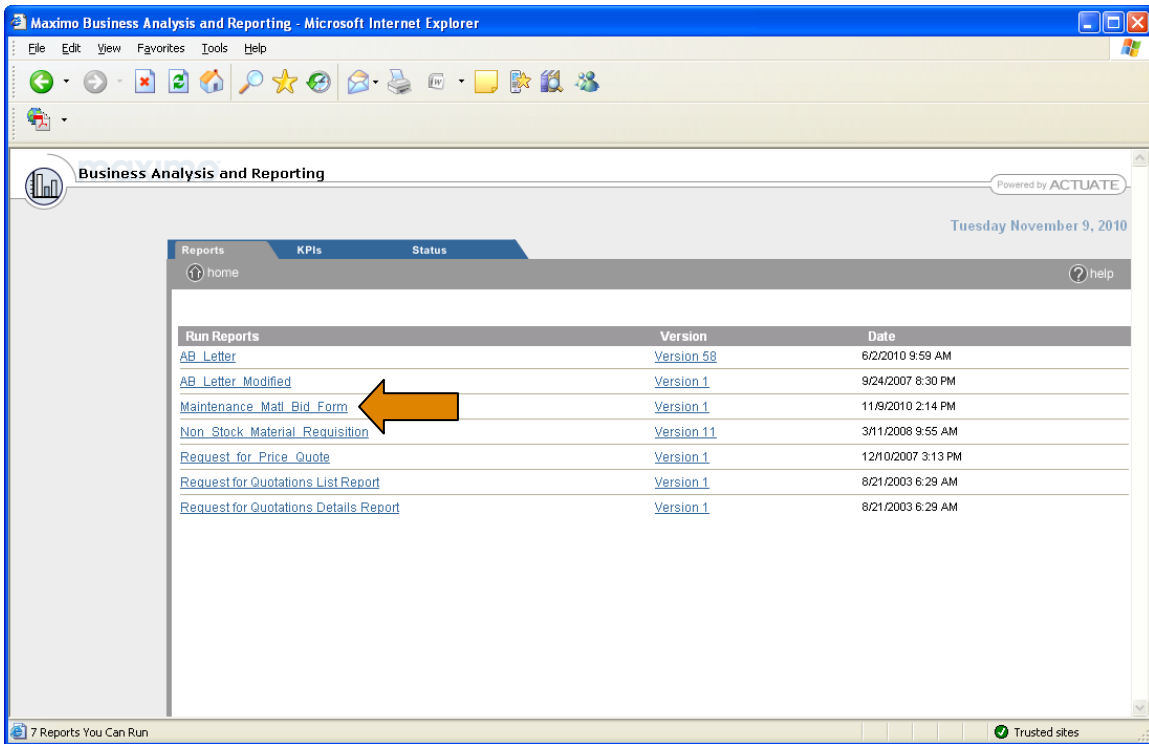 Maximo Business Analysis and Reporting - Microsoft Internet Explorer
File Edit View Favorites Tools Help
maximo
Business Analysis and Reporting
Powered by ACTUATE
Tuesday November 9, 2010
Reports KPIs Status
home help
Run Reports Version Date
AB_Letter Version 58 6/2/2010 9:59 AM
AB_Letter_Modified Version 1 9/24/2007 8:30 PM
Maintenance_Matl_Bid_Form Version 1 11/9/2010 2:14 PM
Non_Stock_Material_Requisition Version 11 3/11/2008 9:55 AM
Request_for_Price_Quote Version 1 12/10/2007 3:13 PM
Request for Quotations List Report Version 1 8/21/2003 6:29 AM
Request for Quotations Details Report Version 1 8/21/2003 6:29 AM
7 Reports You Can Run Trusted sites